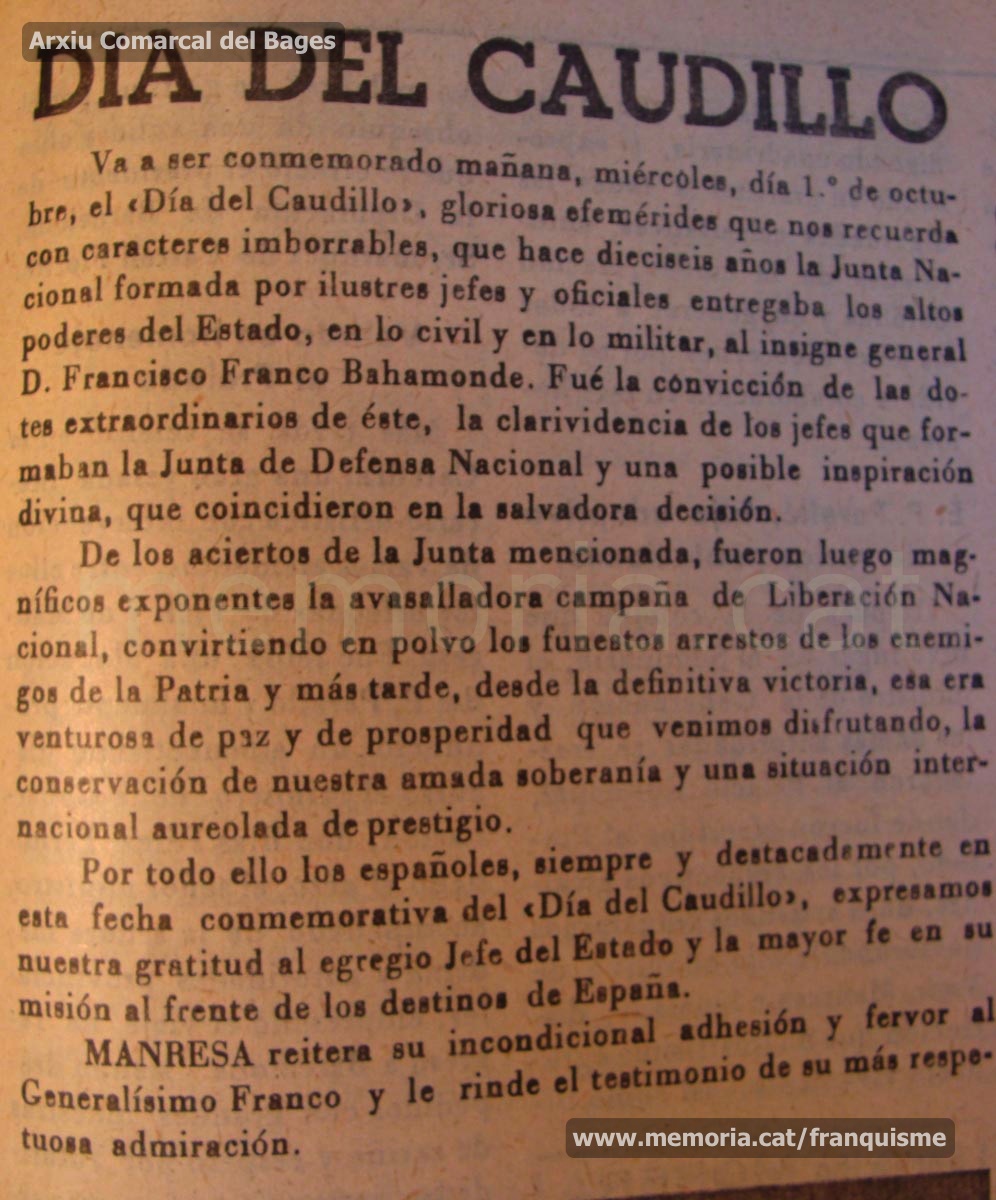 Arxiu Comarcal del Bages
DIA DEL CAUDILLO
Va a ser conmemorado mañana, miércoles, día 1.º de octu-
bre, el «Día del Caudillo», gloriosa efemérides que nos recuerda
con caracteres imborrables, que hace dieciseis años la Junta Na-
cional formada por ilustres jefes y oficiales entregaba los altos
poderes del Estado, en lo civil y en lo militar, al insigne general
D. Francisco Franco Bahamonde. Fué la convicción de las do-
tes extraordinarios de éste, la clarividencia de los jefes que for-
maban la Junta de Defensa Nacional y una posible inspiración
divina, que coincidieron en la salvadora decisión.
De los aciertos de la Junta mencionada, fueron luego mag-
níficos exponentes la avasalladora campaña de Liberación Na-
cional, convirtiendo en polvo los funestos arrestos de los enemi-
gos de la Patria y más tarde, desde la definitiva victoria, esa era
venturosa de paz y de prosperidad que venimos disfrutando, la
conservación de nuestra amada soberanía y una situación inter-
nacional aureolada de prestigio.
Por todo ello los españoles, siempre y destacadamente en
esta fecha conmemorativa del «Día del Caudillo», expresamos
nuestra gratitud al egregio Jefe del Estado y la mayor fe en su
misión al frente de los destinos de España.
MANRESA reitera su incondicional adhesión y fervor al
Generalísimo Franco y le rinde el testimonio de su más respe-
tuosa admiración.
memoria.cat
www.memoria.cat/franquisme